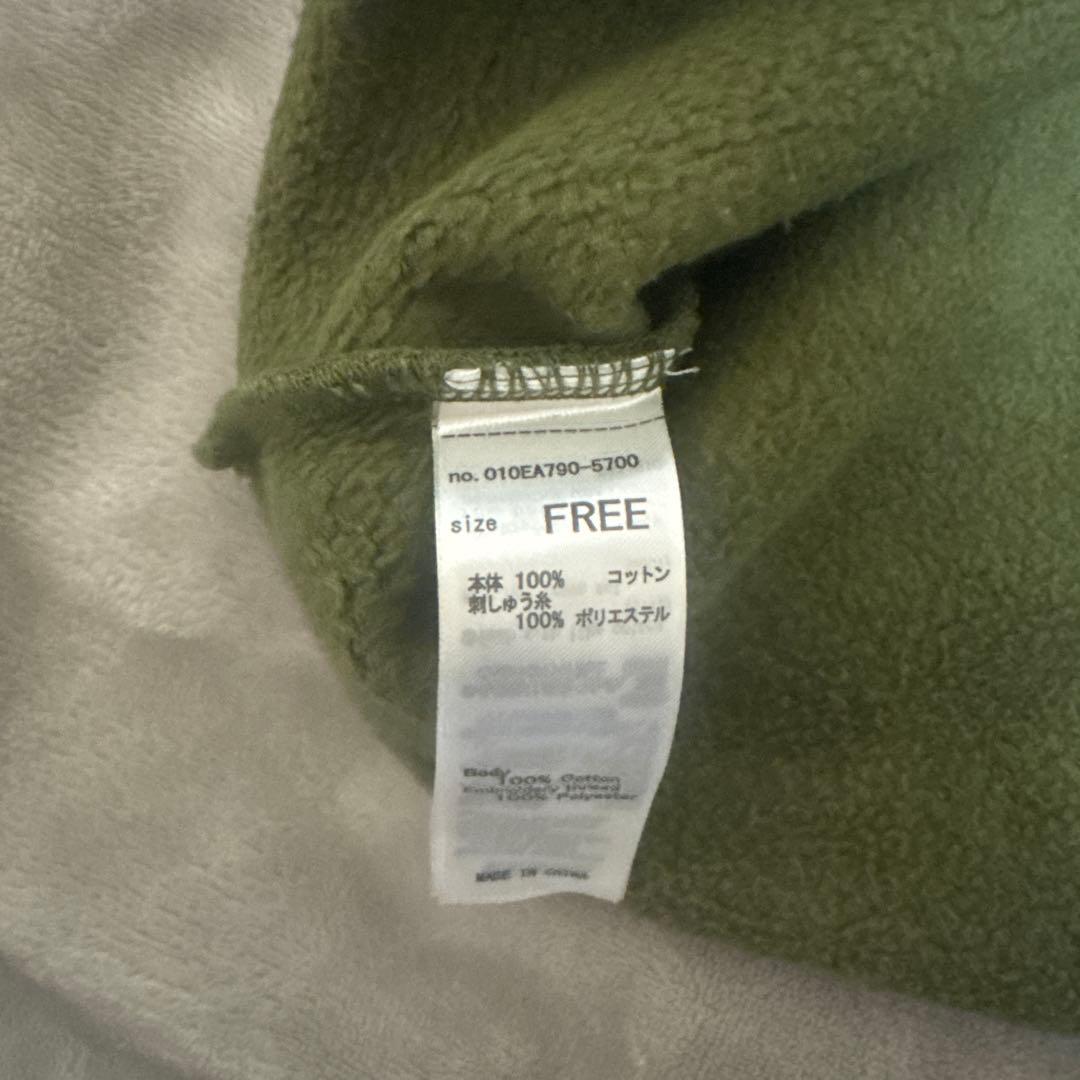 no. 010EA790-5700
size FREE
本体 100% コットン
刺しゅう糸
100% ポリエステル
Body
100% Cotton
Embroidery thread
100% Polyester
MADE IN CHINA